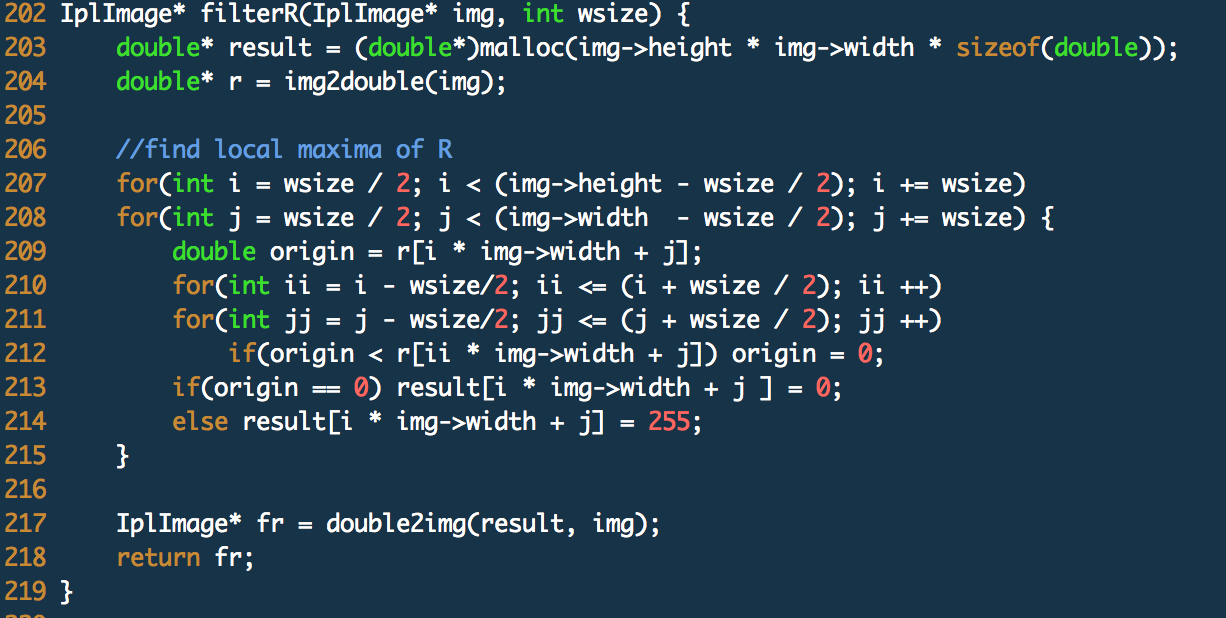 202 IplImage* filterR(IplImage* img, int wsize) {
203     double* result = (double*)malloc(img->height * img->width * sizeof(double));
204     double* r = img2double(img);
205
206     //find local maxima of R
207     for(int i = wsize / 2; i < (img->height - wsize / 2); i += wsize)
208     for(int j = wsize / 2; j < (img->width  - wsize / 2); j += wsize) {
209         double origin = r[i * img->width + j];
210         for(int ii = i - wsize/2; ii <= (i + wsize / 2); ii ++)
211         for(int jj = j - wsize/2; jj <= (j + wsize / 2); jj ++)
212             if(origin < r[ii * img->width + j]) origin = 0;
213         if(origin == 0) result[i * img->width + j ] = 0;
214         else result[i * img->width + j] = 255;
215     }
216
217     IplImage* fr = double2img(result, img);
218     return fr;
219 }